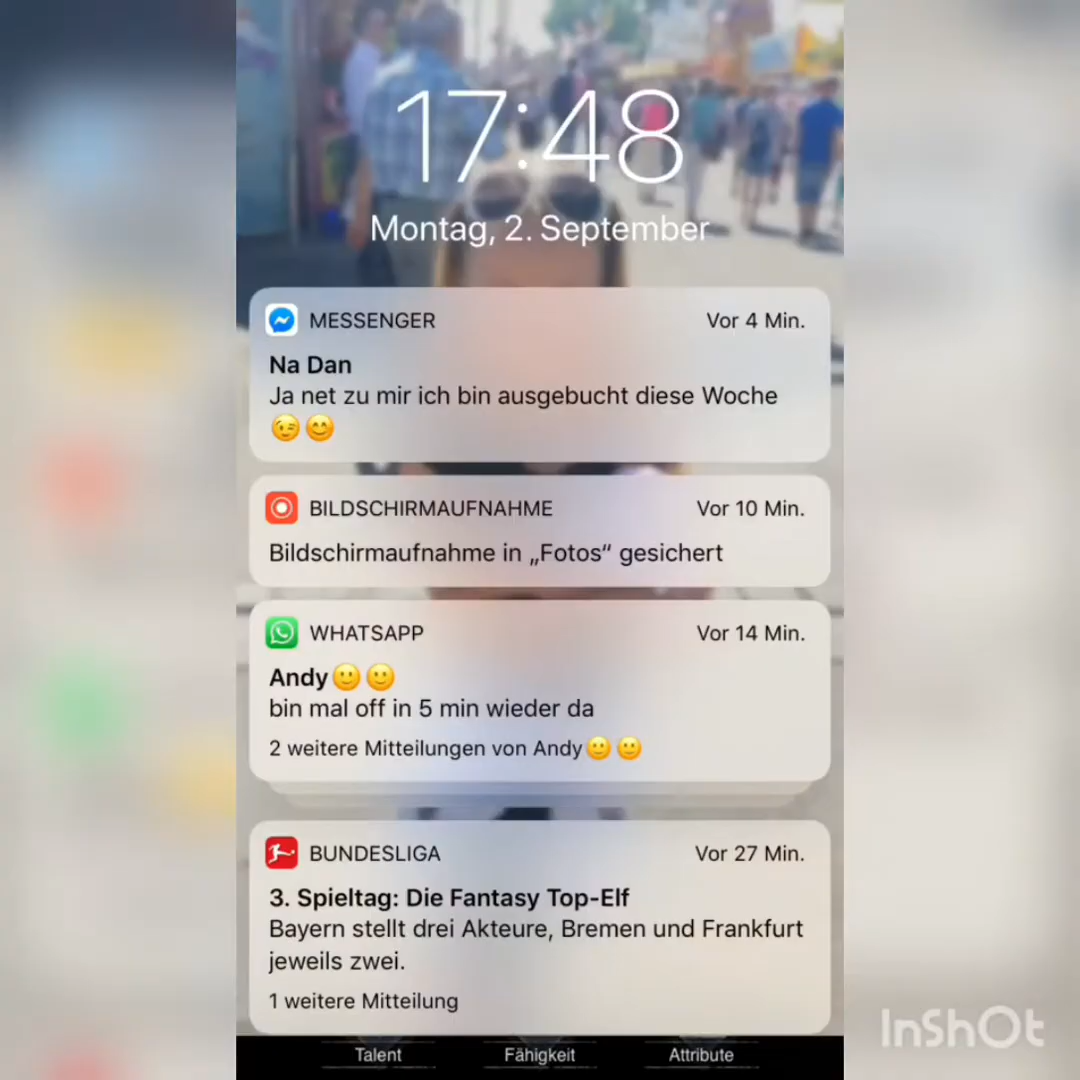 17:48
Montag, 2. September
MESSENGER
Vor 4 Min.
Na Dan
Ja net zu mir ich bin ausgebucht diese Woche
😉😊
BILDSCHIRMAUFNAHME
Vor 10 Min.
Bildschirmaufnahme in „Fotos“ gesichert
WHATSAPP
Vor 14 Min.
Andy🙂🙂
bin mal off in 5 min wieder da
2 weitere Mitteilungen von Andy🙂🙂
BUNDESLIGA
Vor 27 Min.
3. Spieltag: Die Fantasy Top-Elf
Bayern stellt drei Akteure, Bremen und Frankfurt
jeweils zwei.
1 weitere Mitteilung
Talent
Fähigkeit
Attribute
InShOt